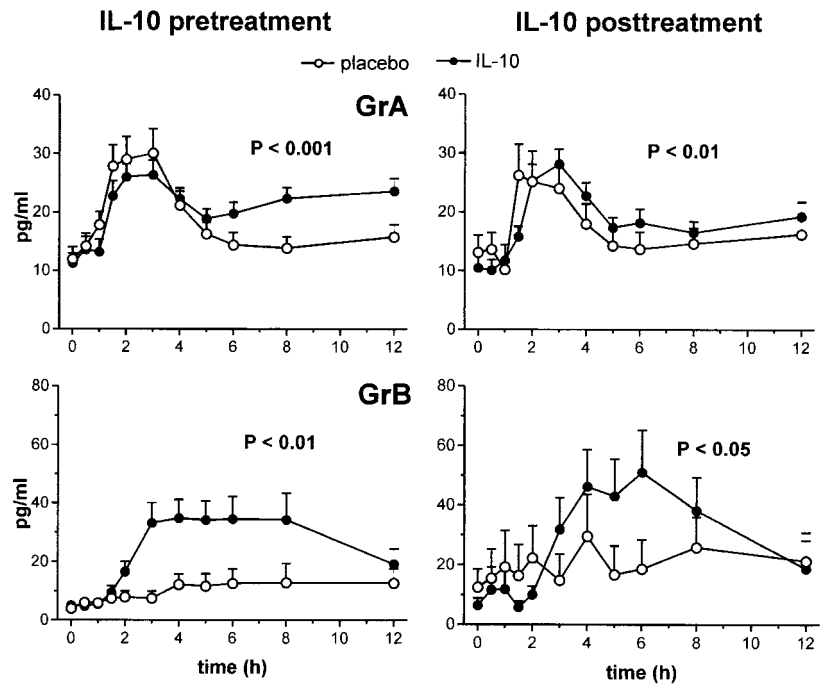 IL-10 pretreatment IL-10 posttreatment
placebo IL-10
GrA
40
30
20
10
0
pg/ml
P < 0.001
0 2 4 6 8 10 12
40
30
20
10
0
P < 0.01
0 2 4 6 8 10 12
GrB
80
60
40
20
0
pg/ml
P < 0.01
0 2 4 6 8 10 12
time (h)
80
60
40
20
0
P < 0.05
0 2 4 6 8 10 12
time (h)